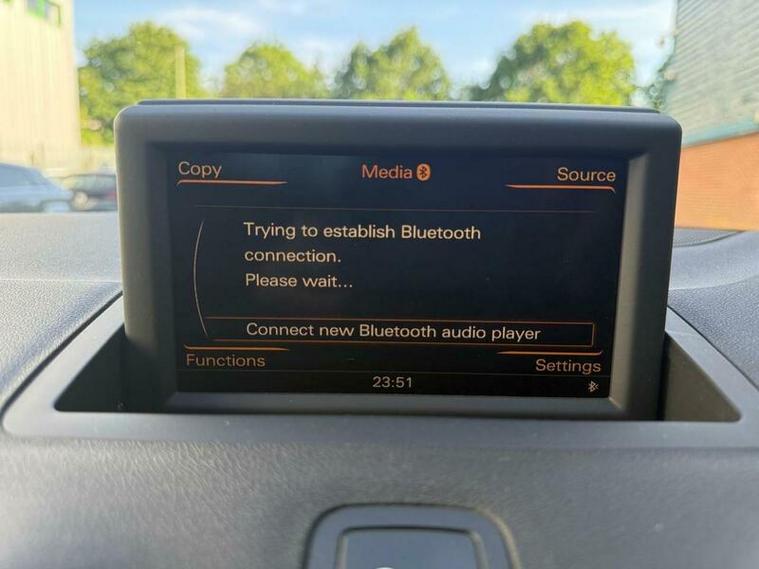 Copy Media Source
Trying to establish Bluetooth
connection.
Please wait...
Connect new Bluetooth audio player
Functions Settings
23:51